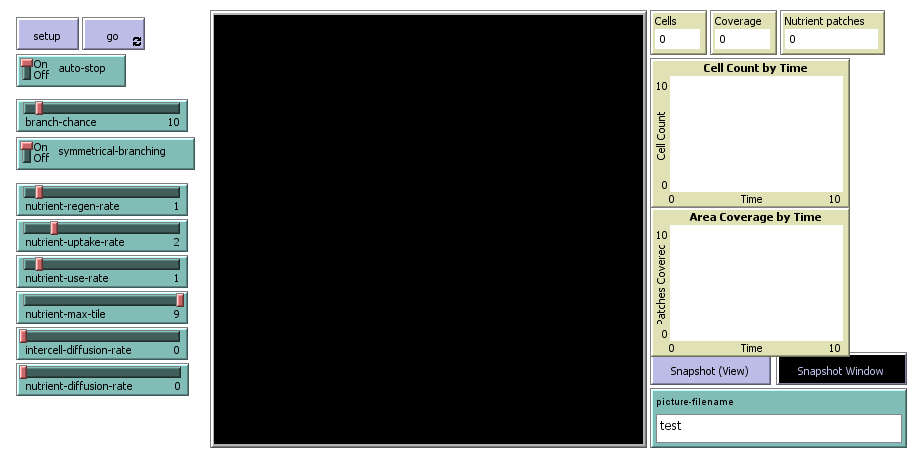 setup
go
On
Off
auto-stop
branch-chance 10
On
Off
symmetrical-branching
nutrient-regen-rate 1
nutrient-uptake-rate 2
nutrient-use-rate 1
nutrient-max-tile 9
intercell-diffusion-rate 0
nutrient-diffusion-rate 0
Cells
0
Coverage
0
Nutrient patches
0
Cell Count by Time
10
Cell Count
0
0 Time 10
Area Coverage by Time
10
Patches Coverec
0
0 Time 10
Snapshot (View)
Snapshot Window
picture-filename
test